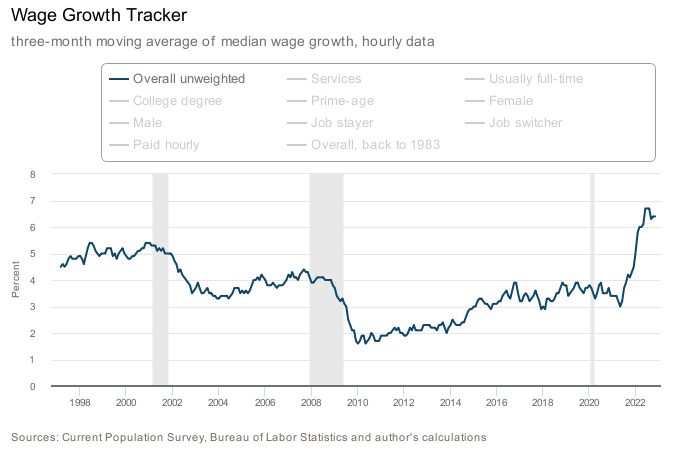 Wage Growth Tracker
three-month moving average of median wage growth, hourly data
Overall unweighted Services Usually full-time
College degree Prime-age Female
Male Job stayer Job switcher
Paid hourly Overall, back to 1983
8
7
6
5
4
3
2
1
0
Percent
1998 2000 2002 2004 2006 2008 2010 2012 2014 2016 2018 2020 2022
Sources: Current Population Survey, Bureau of Labor Statistics and author's calculations